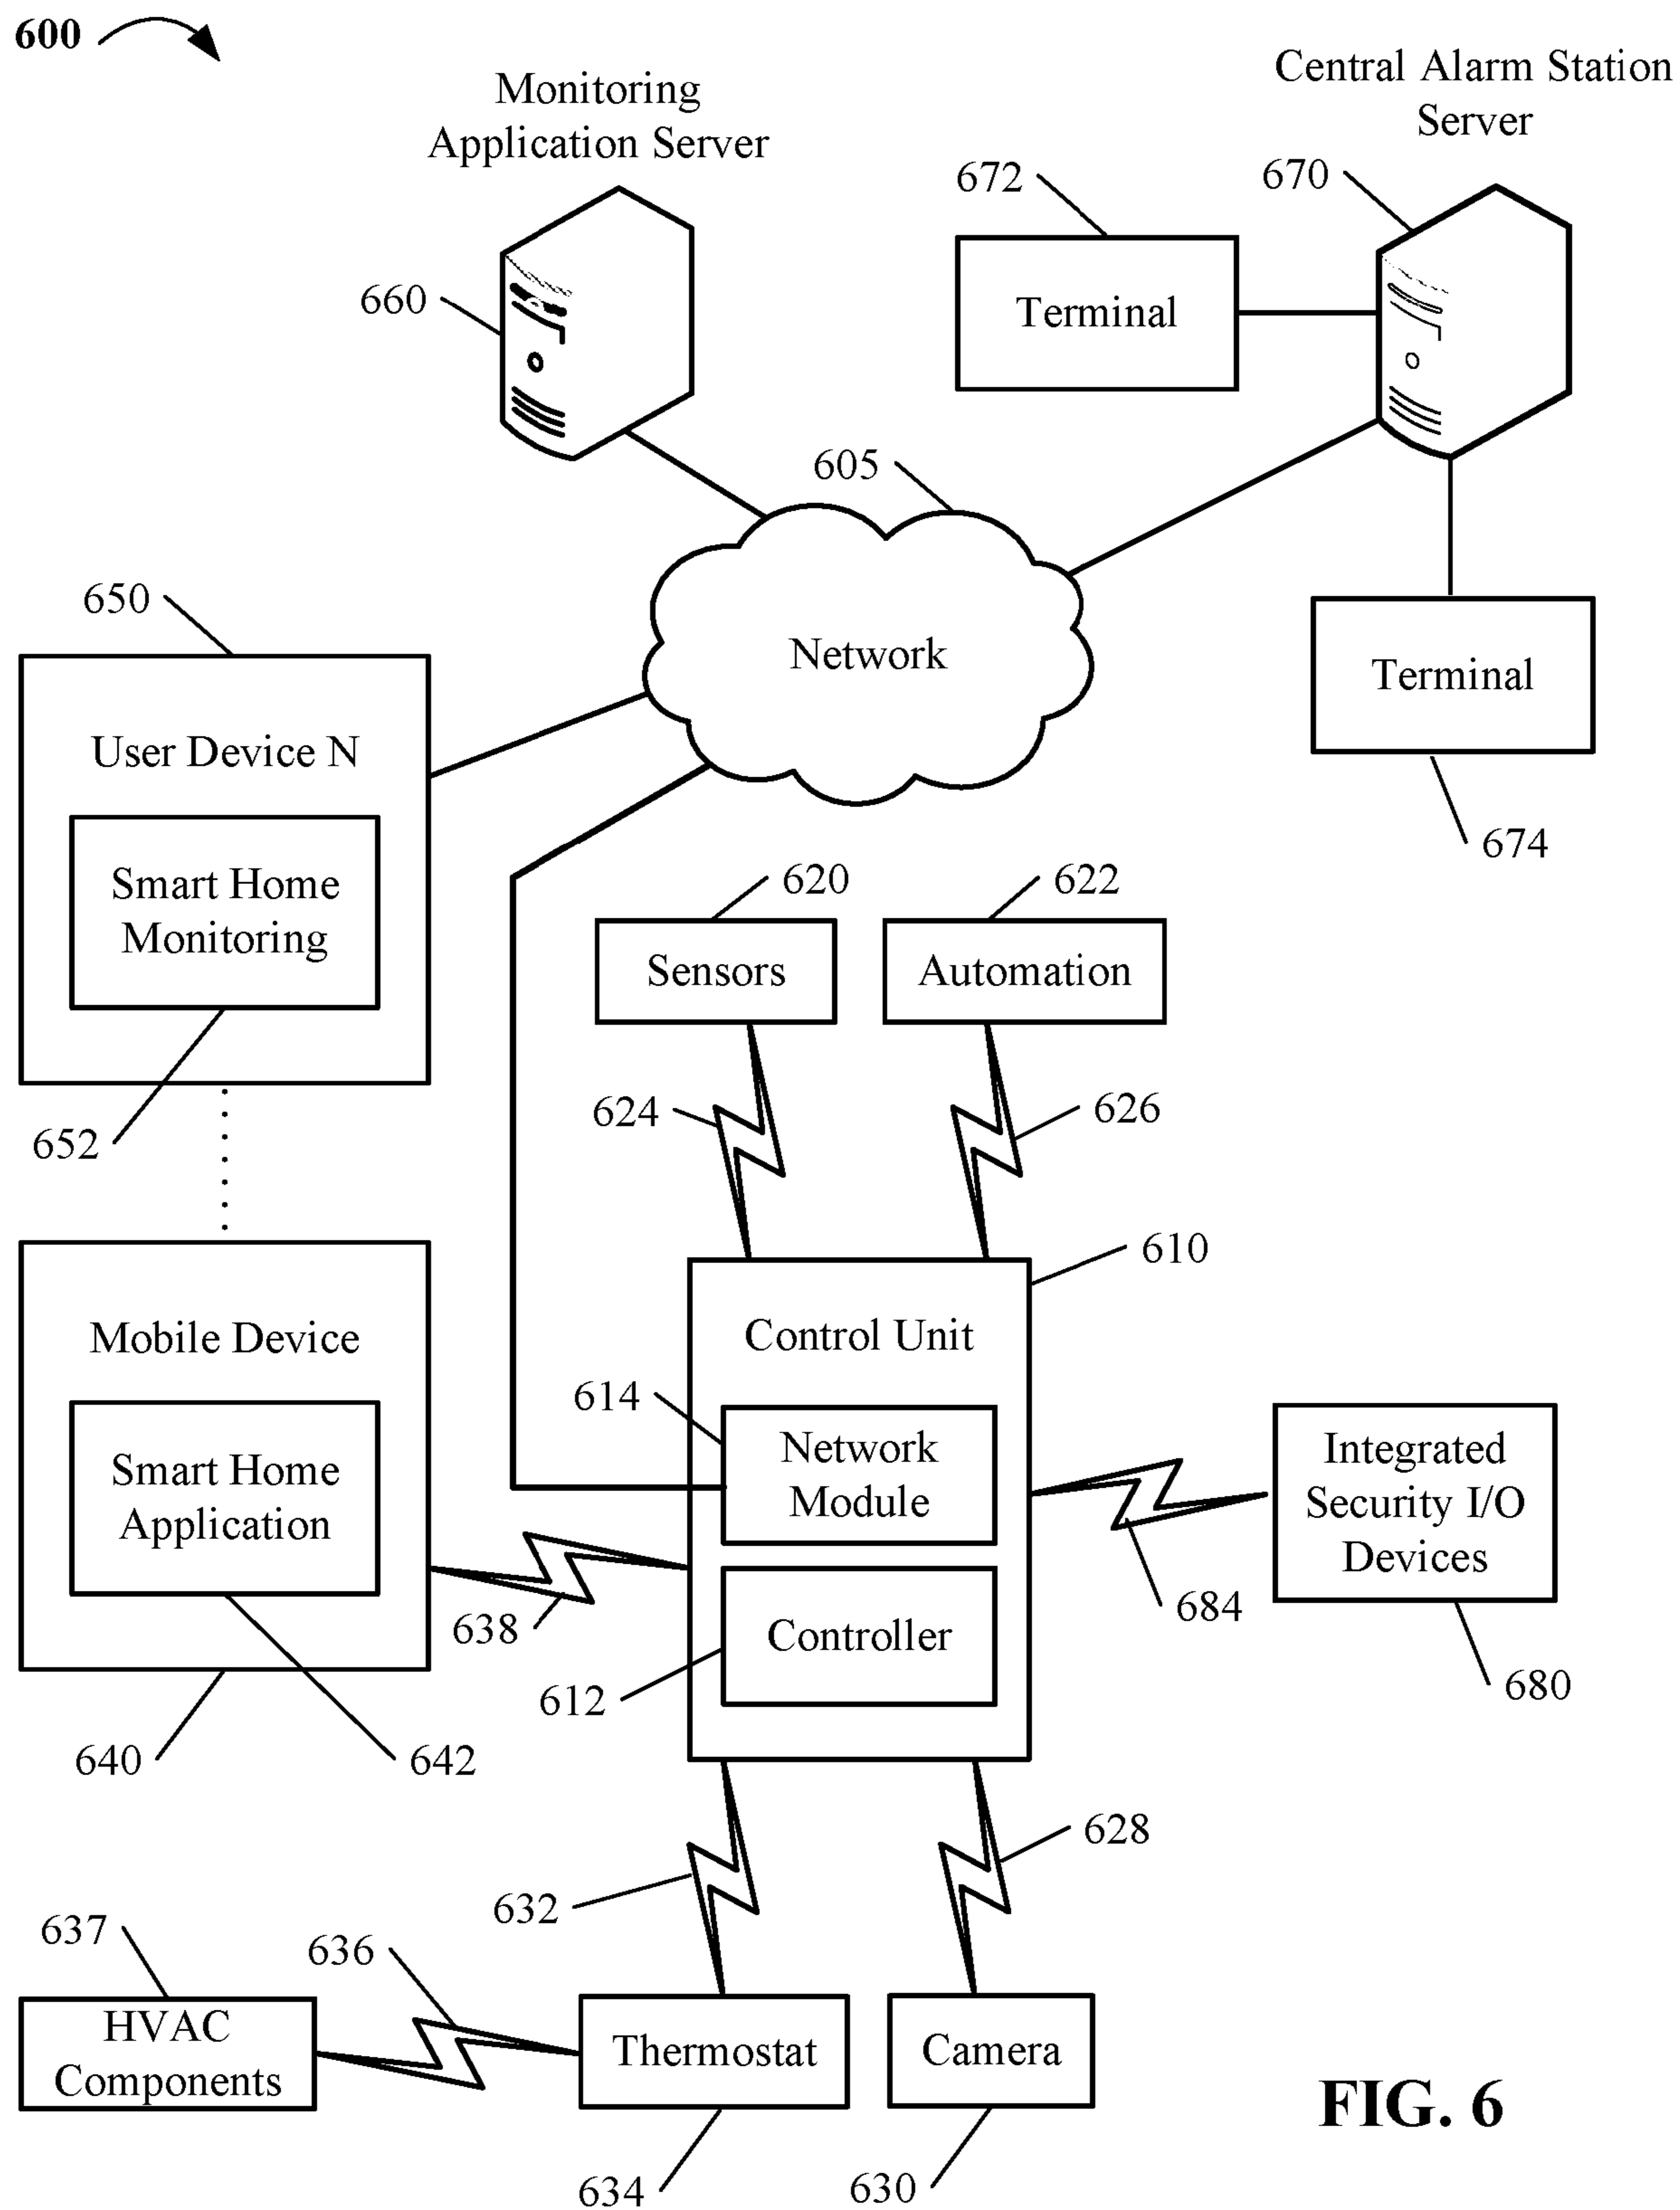 600
Monitoring
Application Server
Central Alarm Station
Server
672
670
660
Terminal
605
650
Network
Terminal
User Device N
674
Smart Home
Monitoring
620
622
Sensors
Automation
624
626
652
610
Mobile Device
Control Unit
614
Smart Home
Application
Network
Module
Integrated
Security I/O
Devices
638
684
Controller
612
680
640
642
628
632
637
636
HVAC
Components
Thermostat
Camera
634
630
FIG. 6